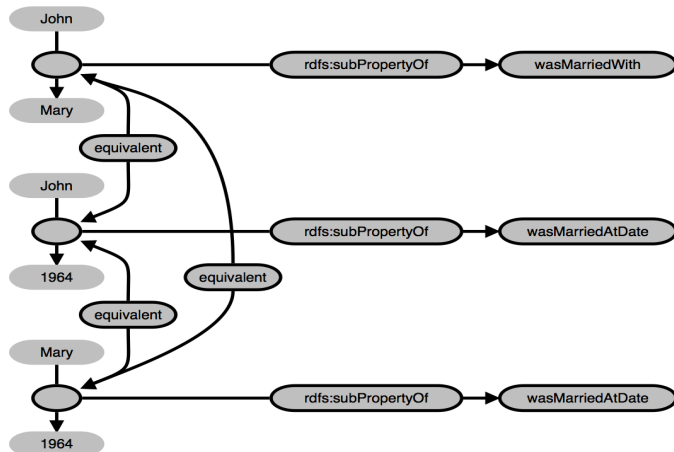 John
rdfs:subPropertyOf
wasMarriedWith
Mary
equivalent
John
rdfs:subPropertyOf
wasMarriedAtDate
1964
equivalent
equivalent
Mary
rdfs:subPropertyOf
wasMarriedAtDate
1964